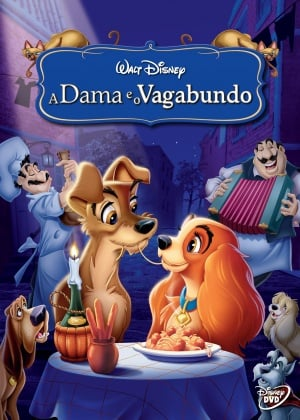 WALT DISNEY
A DAMA e o VAGABUNDO
DISNEY
DVD